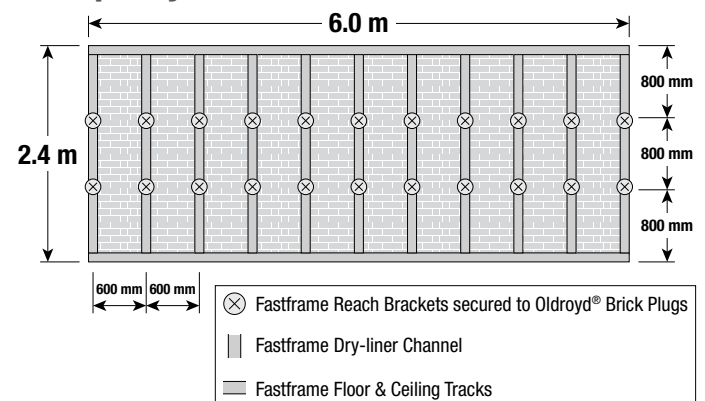 6.0 m
800 mm
2.4 m
800 mm
800 mm
600 mm 600 mm
Fastframe Reach Brackets secured to Oldroyd® Brick Plugs
Fastframe Dry-liner Channel
Fastframe Floor & Ceiling Tracks